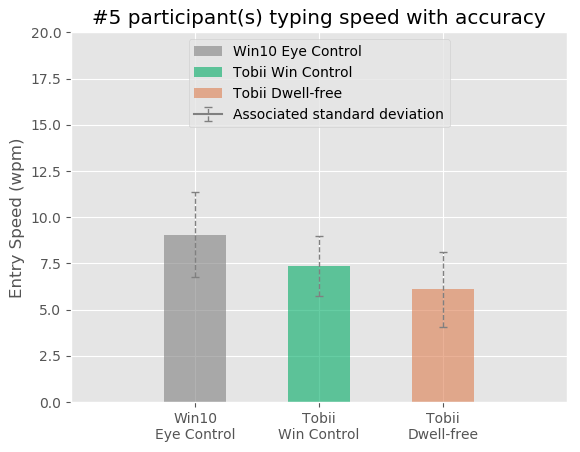 #5 participant(s) typing speed with accuracy
20.0
17.5
15.0
12.5
10.0
7.5
5.0
2.5
0.0
Entry Speed (wpm)
Win10 Eye Control
Tobii Win Control
Tobii Dwell-free
Associated standard deviation
Win10
Eye Control
Tobii
Win Control
Tobii
Dwell-free